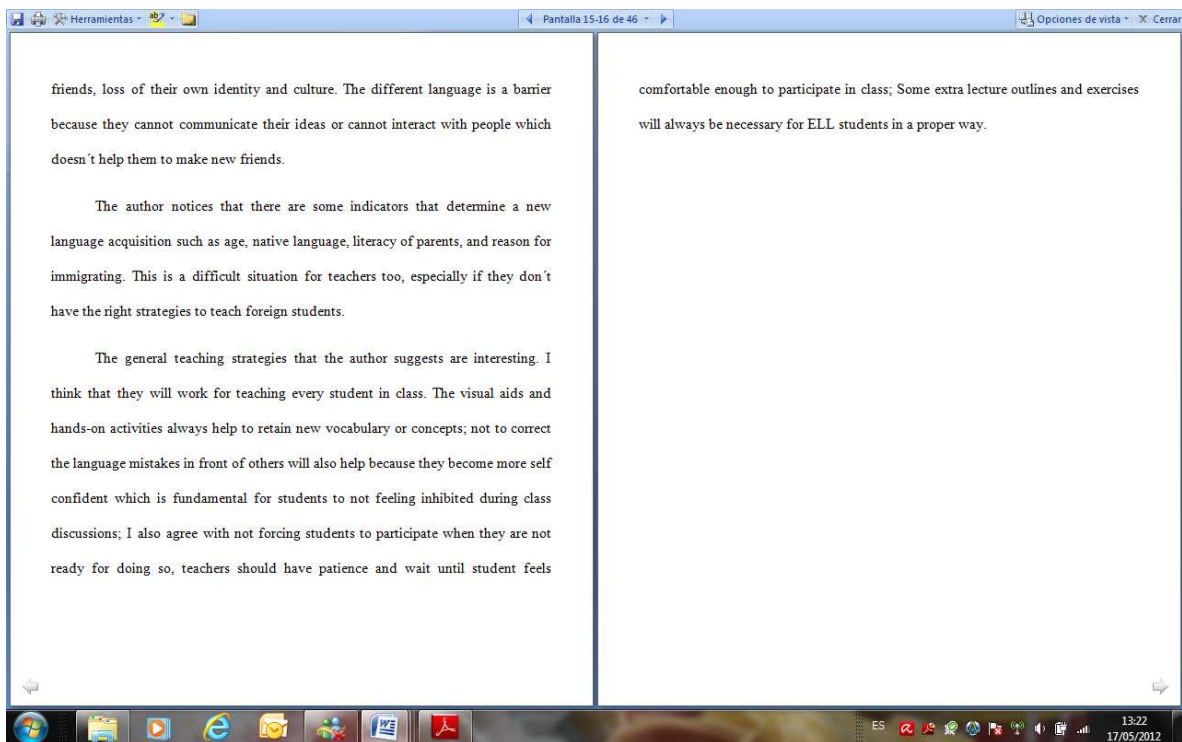 Herramientas
Pantalla 15-16 de 46
Opciones de vista
Cerrar
friends, loss of their own identity and culture. The different language is a barrier
because they cannot communicate their ideas or cannot interact with people which
doesn´t help them to make new friends.
The author notices that there are some indicators that determine a new
language acquisition such as age, native language, literacy of parents, and reason for
immigrating. This is a difficult situation for teachers too, especially if they don´t
have the right strategies to teach foreign students.
The general teaching strategies that the author suggests are interesting. I
think that they will work for teaching every student in class. The visual aids and
hands-on activities always help to retain new vocabulary or concepts; not to correct
the language mistakes in front of others will also help because they become more self
confident which is fundamental for students to not feeling inhibited during class
discussions; I also agree with not forcing students to participate when they are not
ready for doing so, teachers should have patience and wait until student feels
comfortable enough to participate in class; Some extra lecture outlines and exercises
will always be necessary for ELL students in a proper way.
ES
13:22
17/05/2012